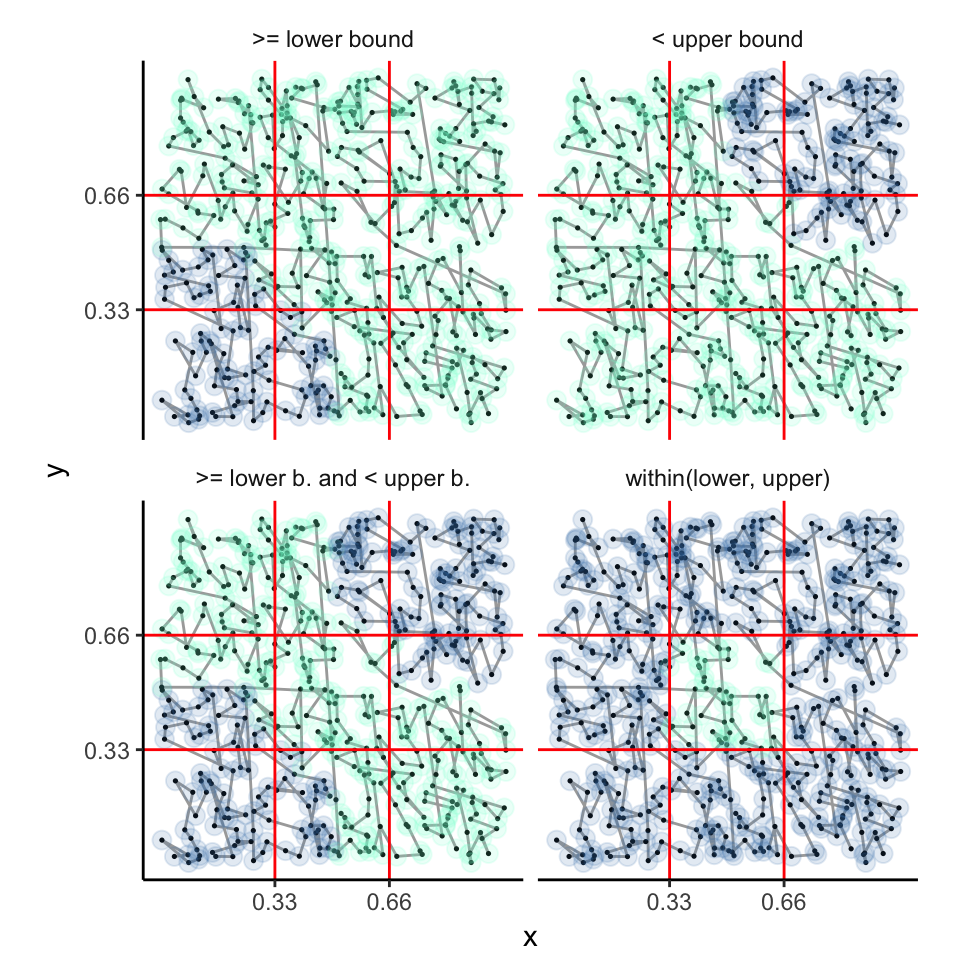 >= lower bound
< upper bound
0.66
0.33
y
>= lower b. and < upper b.
within(lower, upper)
0.66
0.33
0.33
0.66
0.33
0.66
x